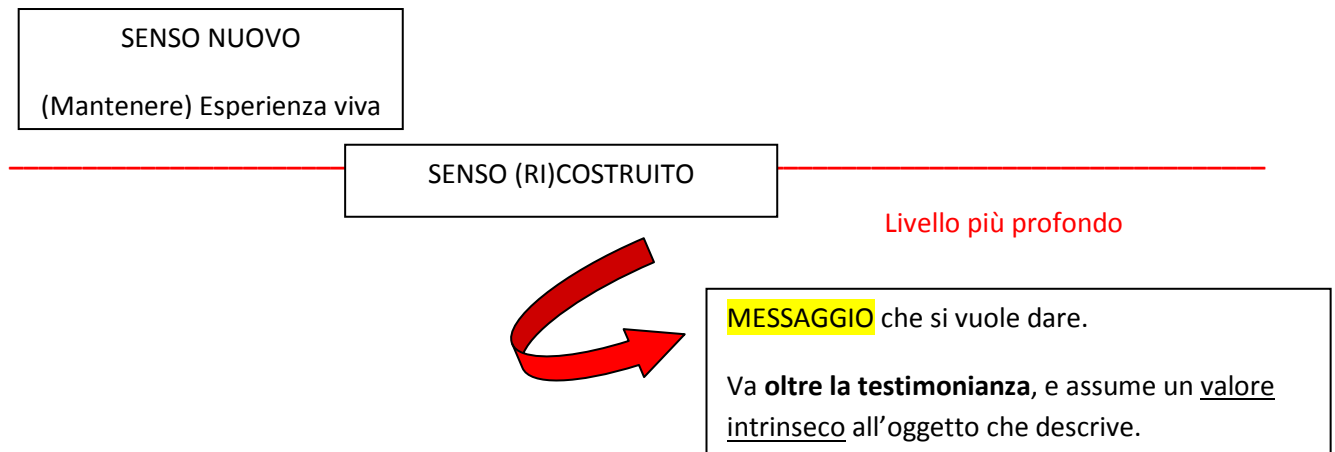 SENSO NUOVO
(Mantenere) Esperienza viva
SENSO (RI)COSTRUITO
Livello più profondo
MESSAGGIO che si vuole dare.
Va oltre la testimonianza, e assume un valore
intrinseco all’oggetto che descrive.